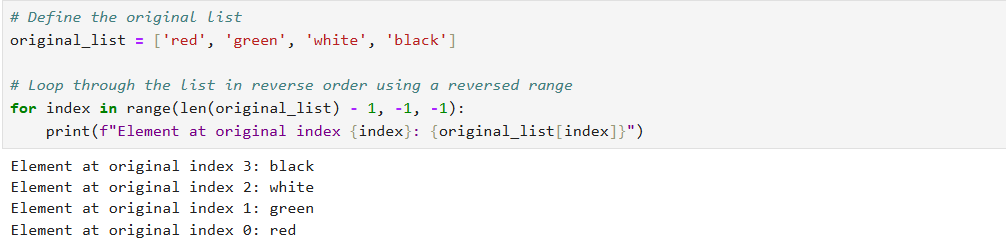 # Define the original list
original_list = ['red', 'green', 'white', 'black']
# Loop through the list in reverse order using a reversed range
for index in range(len(original_list) - 1, -1, -1):
    print(f"Element at original index {index}: {original_list[index]}")
Element at original index 3: black
Element at original index 2: white
Element at original index 1: green
Element at original index 0: red